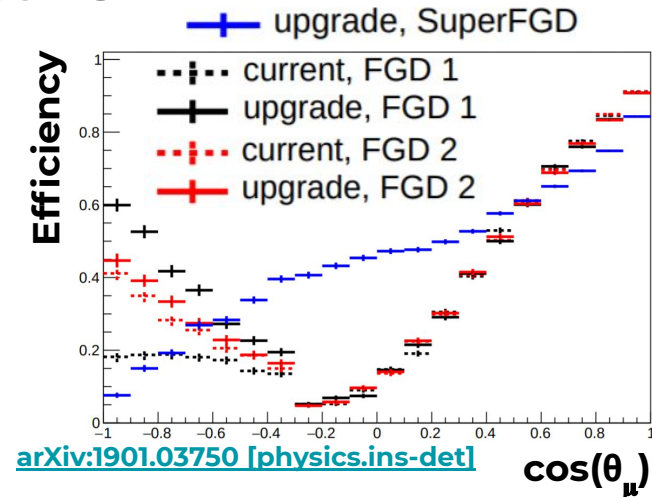 upgrade, SuperFGD
current, FGD 1
upgrade, FGD 1
current, FGD 2
upgrade, FGD 2
Efficiency
1
0.8
0.6
0.4
0.2
0
−1 −0.8 −0.6 −0.4 −0.2 0 0.2 0.4 0.6 0.8 1
arXiv:1901.03750 [physics.ins-det]
cos(θμ)